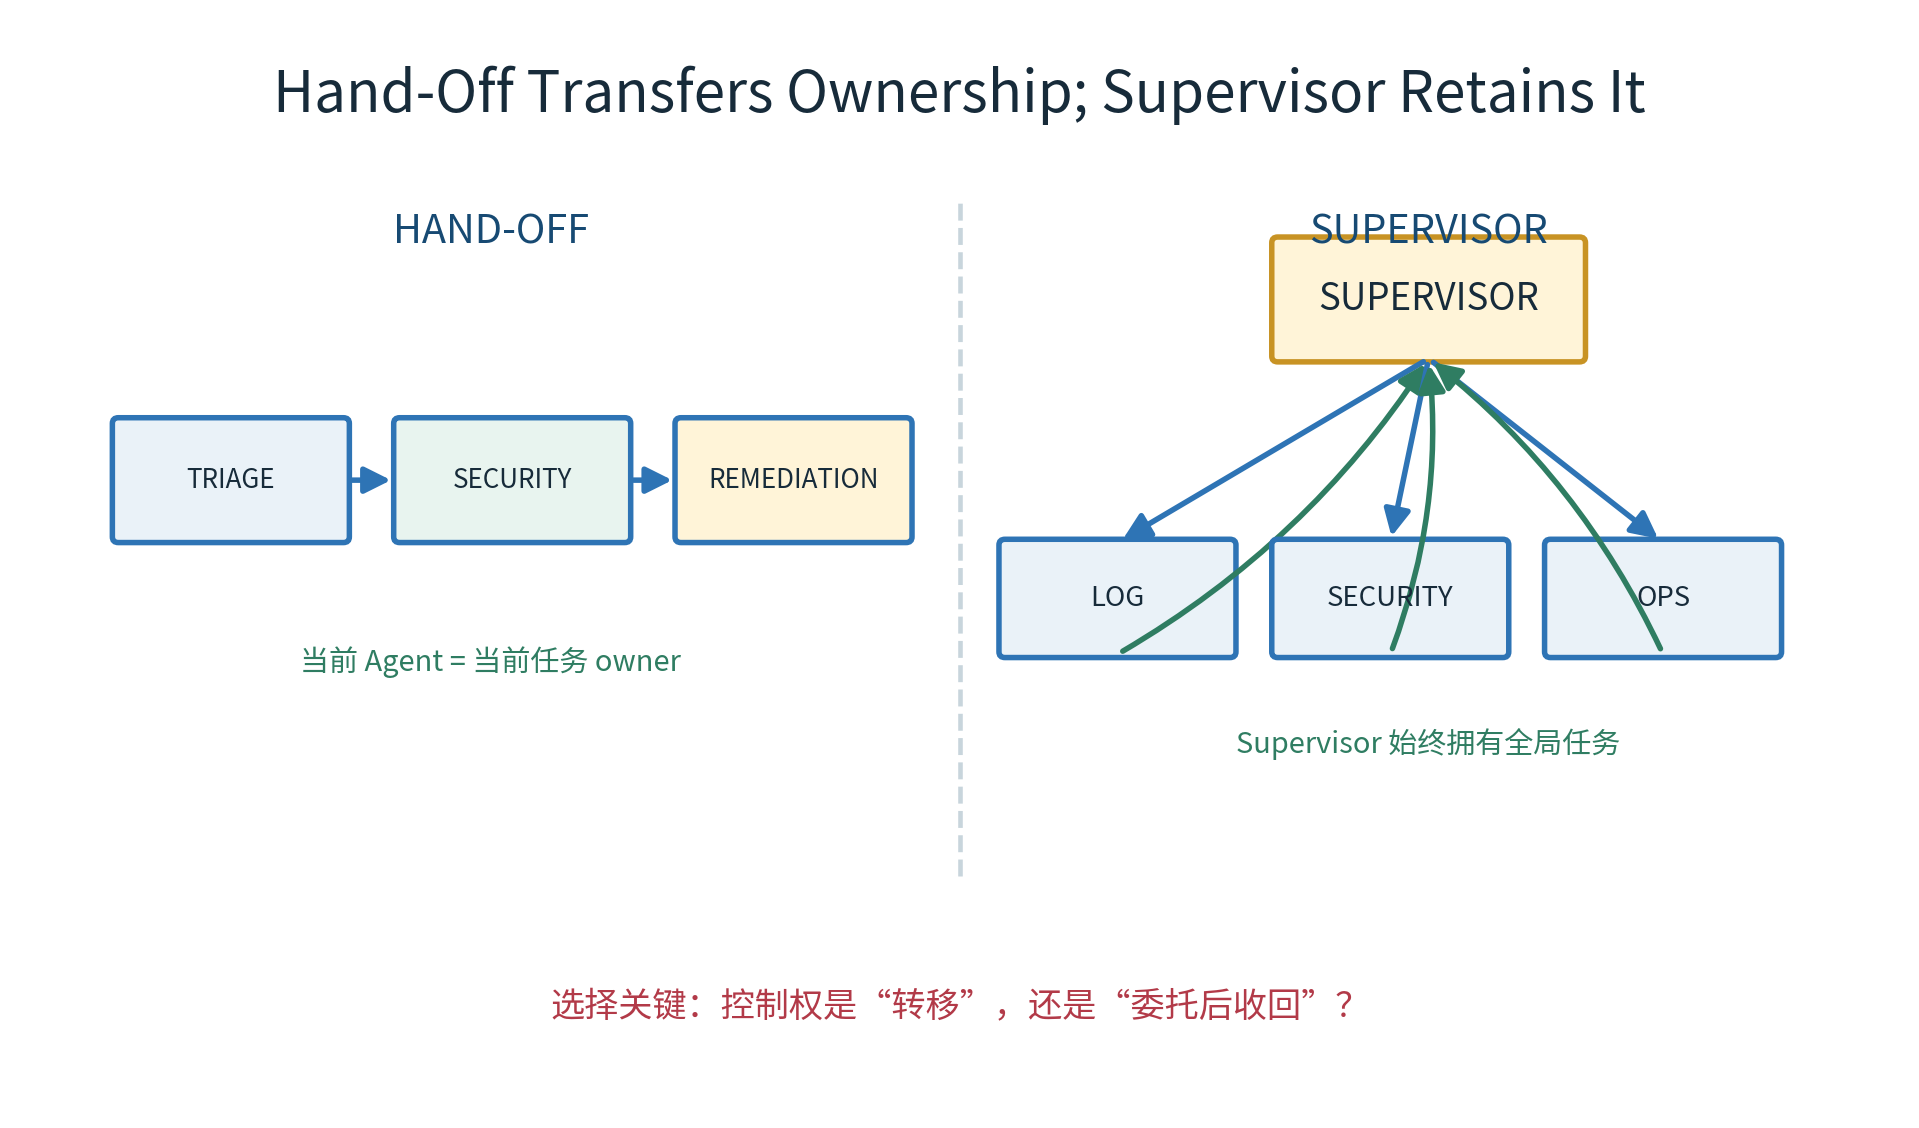 Hand-Off Transfers Ownership; Supervisor Retains It
HAND-OFF
TRIAGE
SECURITY
REMEDIATION
当前 Agent = 当前任务 owner
SUPERVISOR
SUPERVISOR
LOG
SECURITY
OPS
Supervisor 始终拥有全局任务
选择关键：控制权是“转移”，还是“委托后收回”？